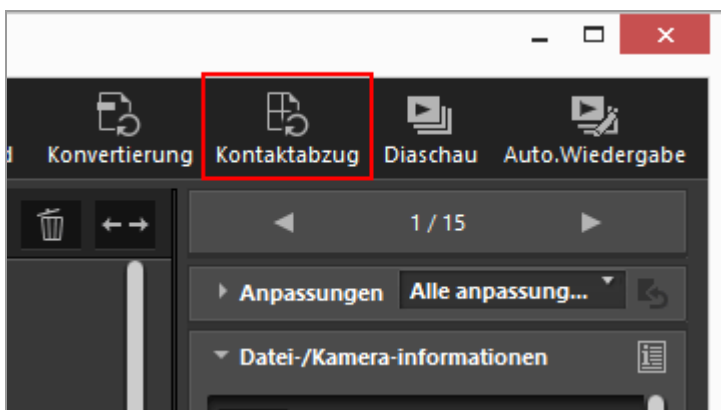 Konvertierung Kontaktabzug Diaschau Auto.Wiedergabe
1 / 15
Anpassungen Alle anpassung...
Datei-/Kamera-informationen